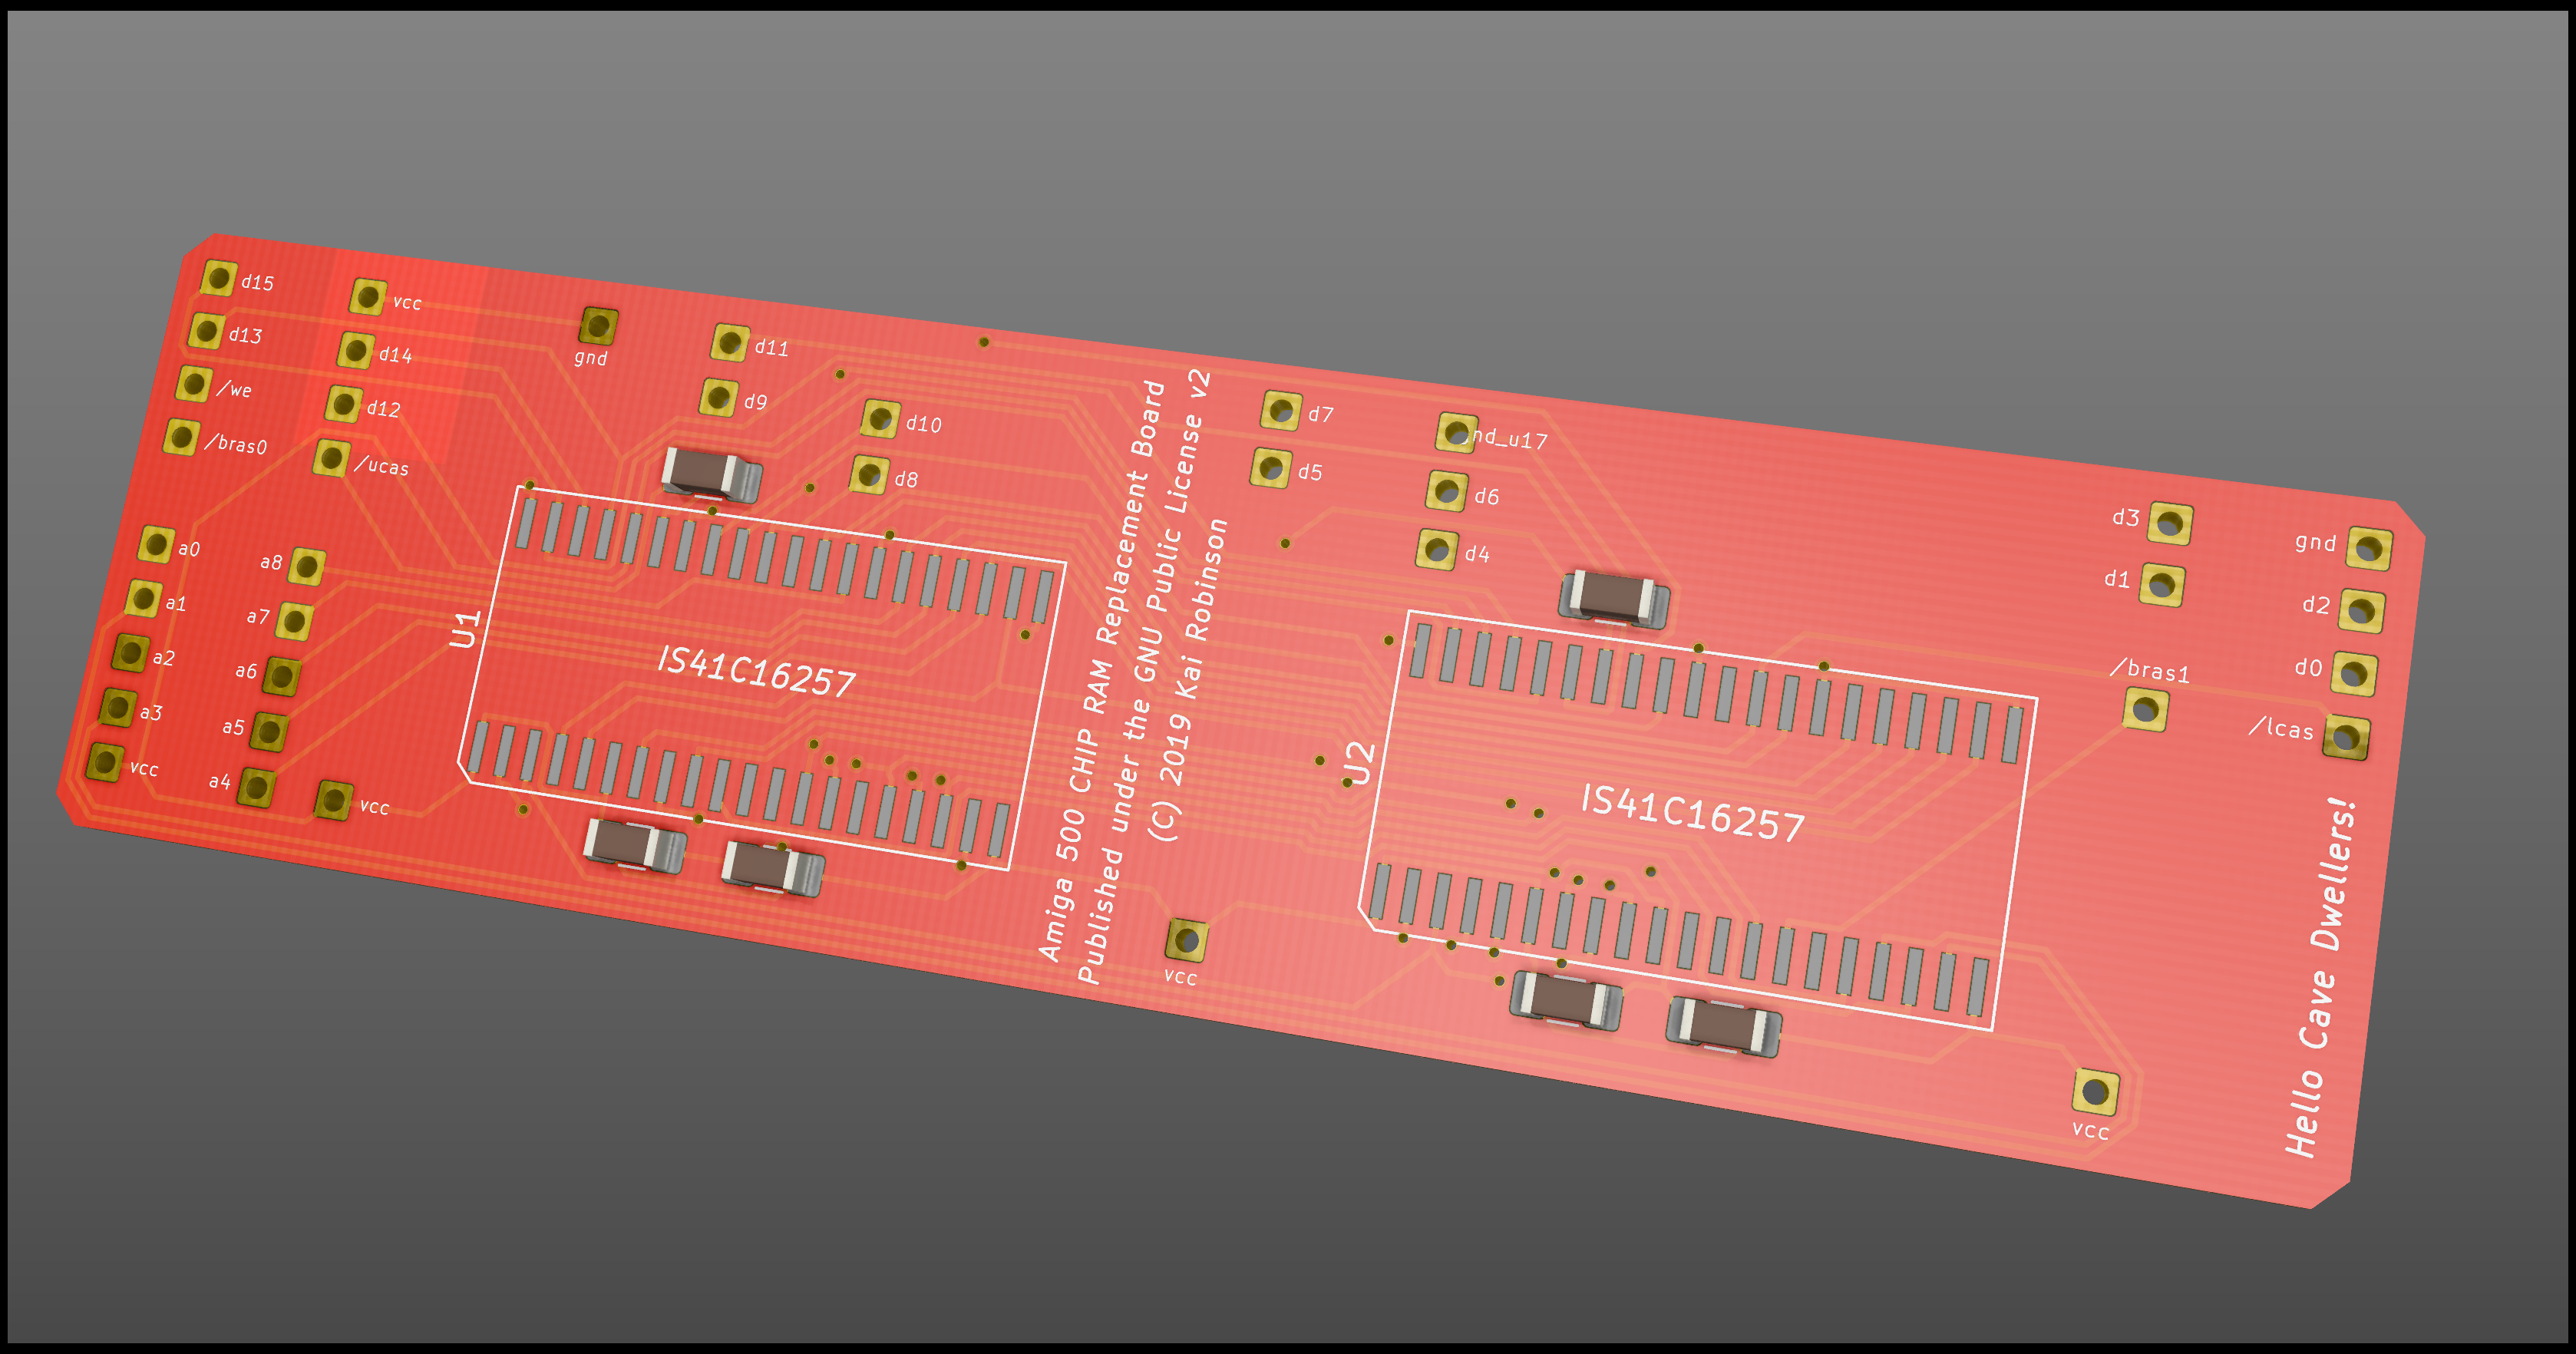 d15
vcc
d13
d14
gnd
d11
/we
d12
d9
/bras0
/ucas
d10
d8
d7
nd_u17
d5
d6
d4
d3
gnd
d1
d2
d0
/bras1
/lcas
a0
a8
a1
a7
a2
a6
a3
a5
vcc
a4
vcc
U1
IS41C16257
Amiga 500 CHIP RAM Replacement Board
Published under the GNU Public License v2
(C) 2019 Kai Robinson
U2
IS41C16257
vcc
vcc
Hello Cave Dwellers!